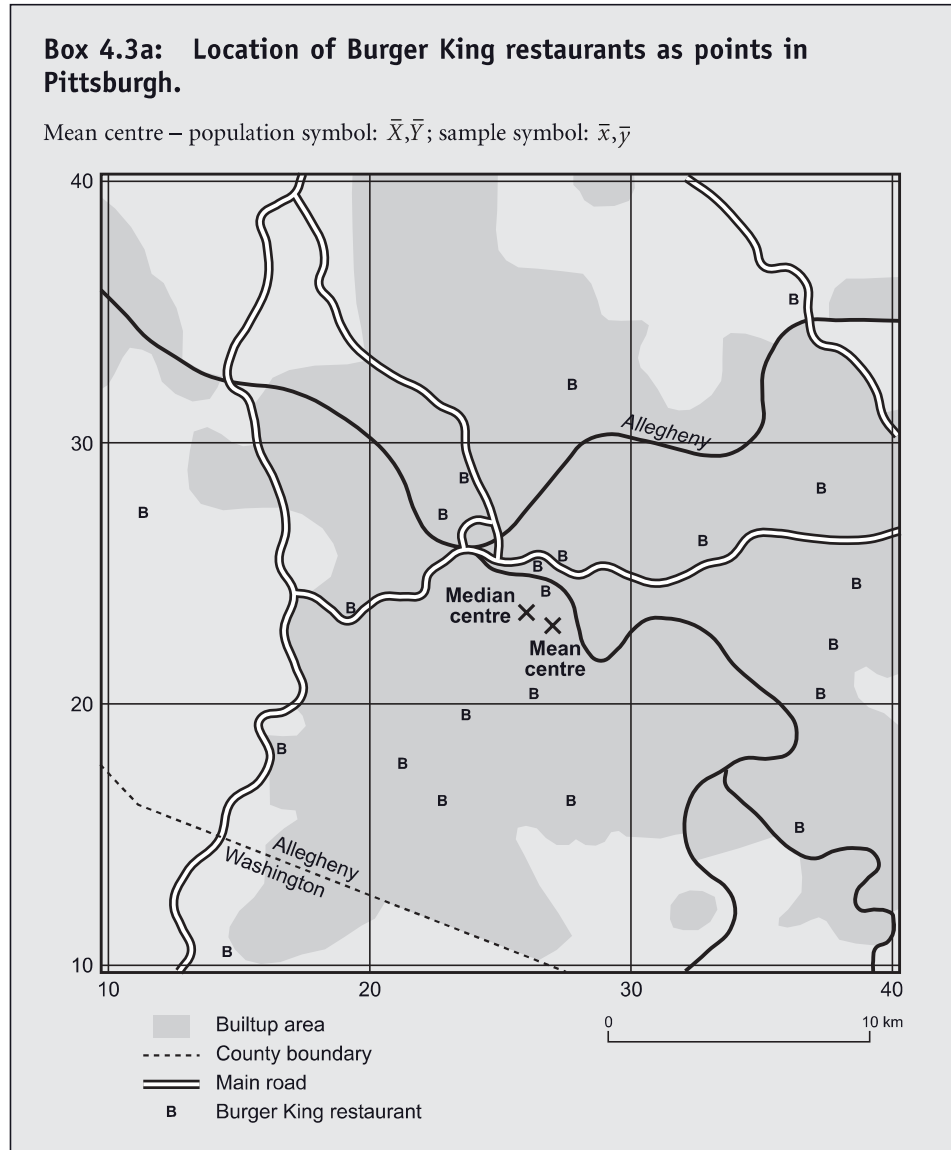 Box 4.3a: Location of Burger King restaurants as points in
Pittsburgh.
Mean centre – population symbol: X̄,Ȳ; sample symbol: x̄,ȳ
40
B
B
Allegheny
30
B
B
B
B
B
B
B
B
B
B
Median
centre
Mean
centre
B
B
20
B
B
B
B
B
B
B
B
Allegheny
Washington
B
10
10
20
30
40
0
10 km
Builtup area
County boundary
Main road
B
Burger King restaurant